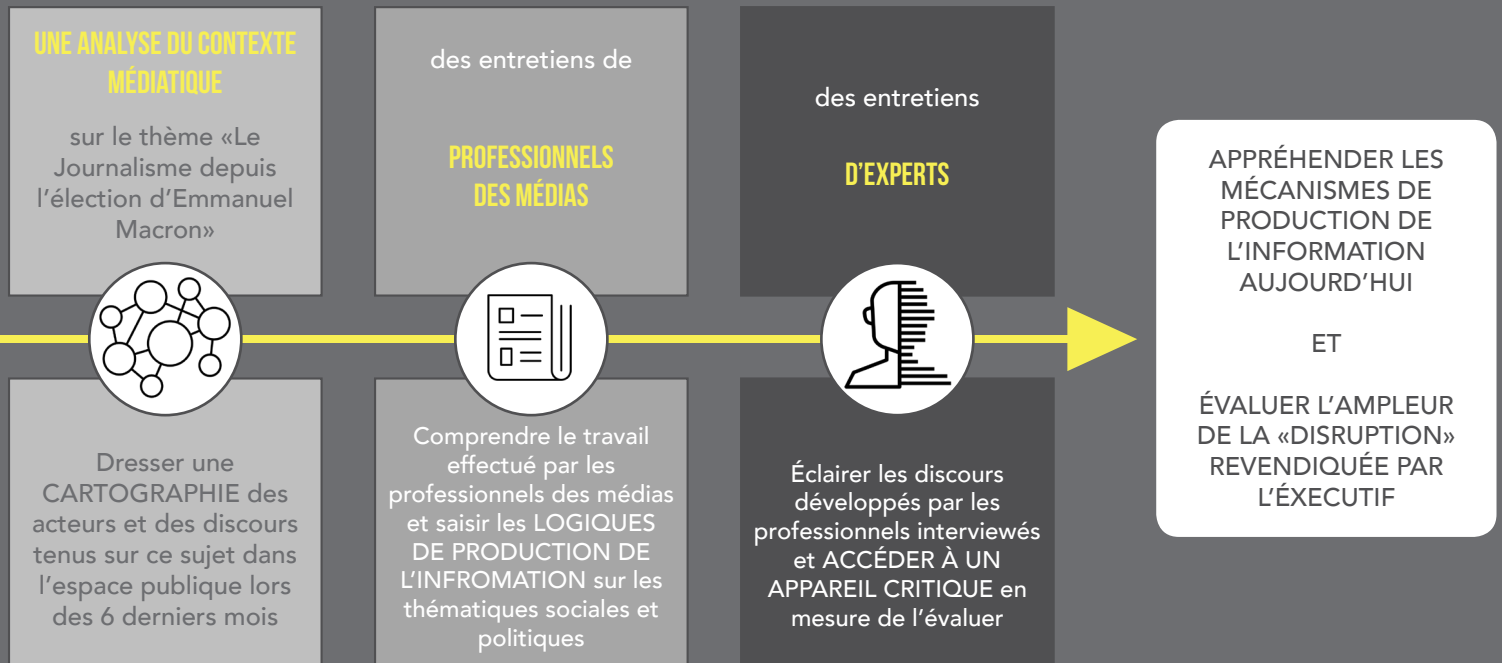 UNE ANALYSE DU CONTEXTE
MÉDIATIQUE
sur le thème «Le
Journalisme depuis
l'élection d'Emmanuel
Macron»
Dresser une
CARTOGRAPHIE des
acteurs et des discours
tenus sur ce sujet dans
l'espace publique lors
des 6 derniers mois
des entretiens de
PROFESSIONNELS
DES MÉDIAS
Comprendre le travail
effectué par les
professionnels des médias
et saisir les LOGIQUES
DE PRODUCTION DE
L'INFROMATION sur les
thématiques sociales et
politiques
des entretiens
D'EXPERTS
Éclairer les discours
développés par les
professionnels interviewés
et ACCÉDER À UN
APPAREIL CRITIQUE en
mesure de l'évaluer
APPRÉHENDER LES
MÉCANISMES DE
PRODUCTION DE
L'INFORMATION
AUJOURD'HUI
ET
ÉVALUER L'AMPLEUR
DE LA «DISRUPTION»
REVENDIQUÉE PAR
L'ÉXECUTIF